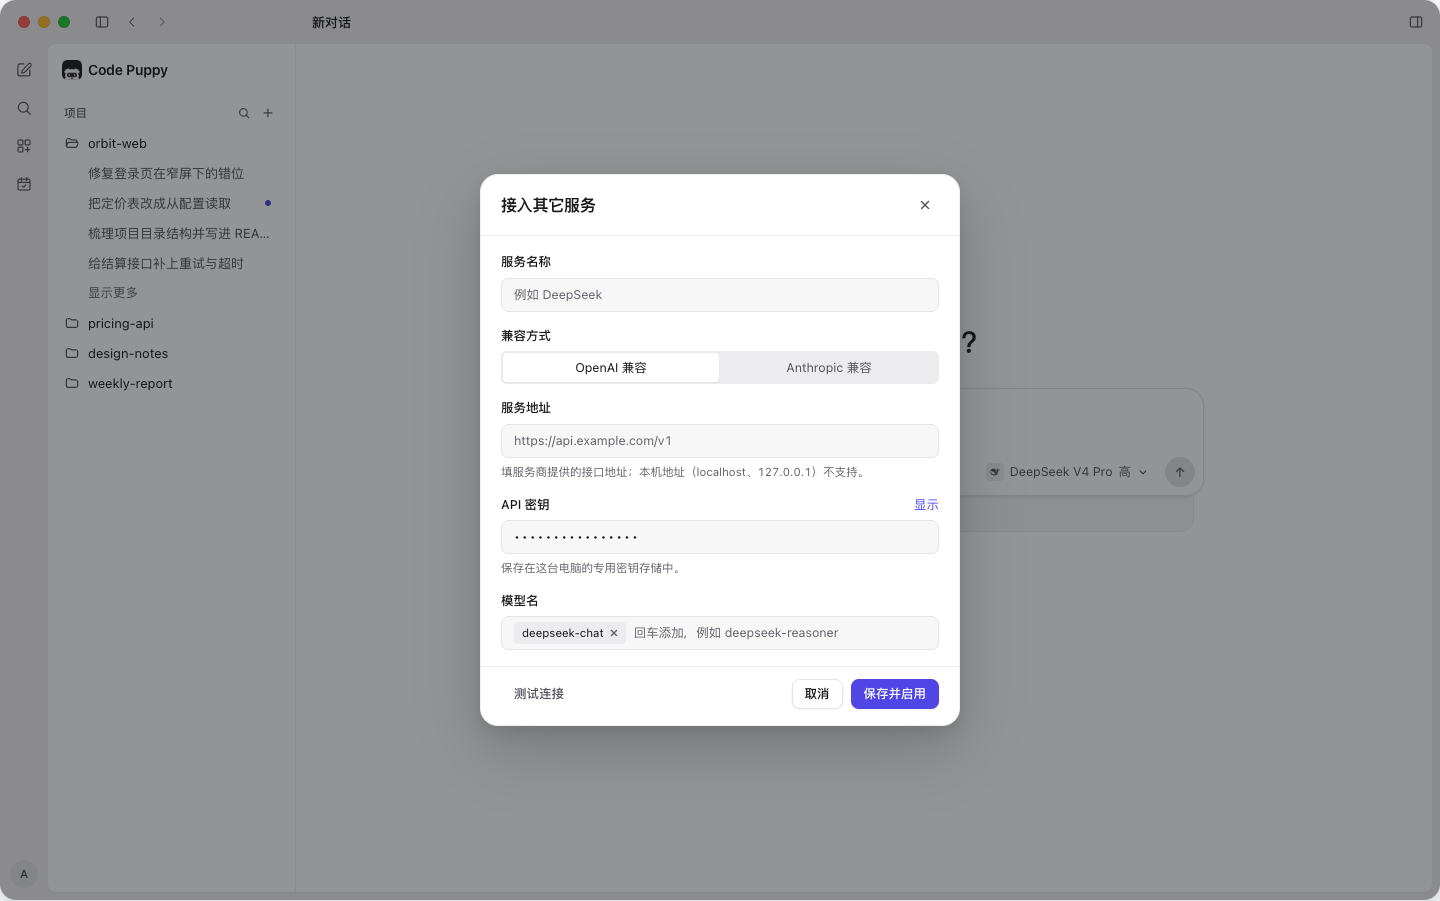 新对话
Code Puppy
项目
orbit-web
修复登录页在窄屏下的错位
把定价表改成从配置读取
梳理项目目录结构并写进 REA...
给结算接口补上重试与超时
显示更多
pricing-api
design-notes
weekly-report
A
?
DeepSeek V4 Pro 高
接入其它服务
服务名称
例如 DeepSeek
兼容方式
OpenAI 兼容 Anthropic 兼容
服务地址
https://api.example.com/v1
填服务商提供的接口地址；本机地址（localhost、127.0.0.1）不支持。
API 密钥 显示
••••••••••••••••
保存在这台电脑的专用密钥存储中。
模型名
deepseek-chat × 回车添加，例如 deepseek-reasoner
测试连接 取消 保存并启用